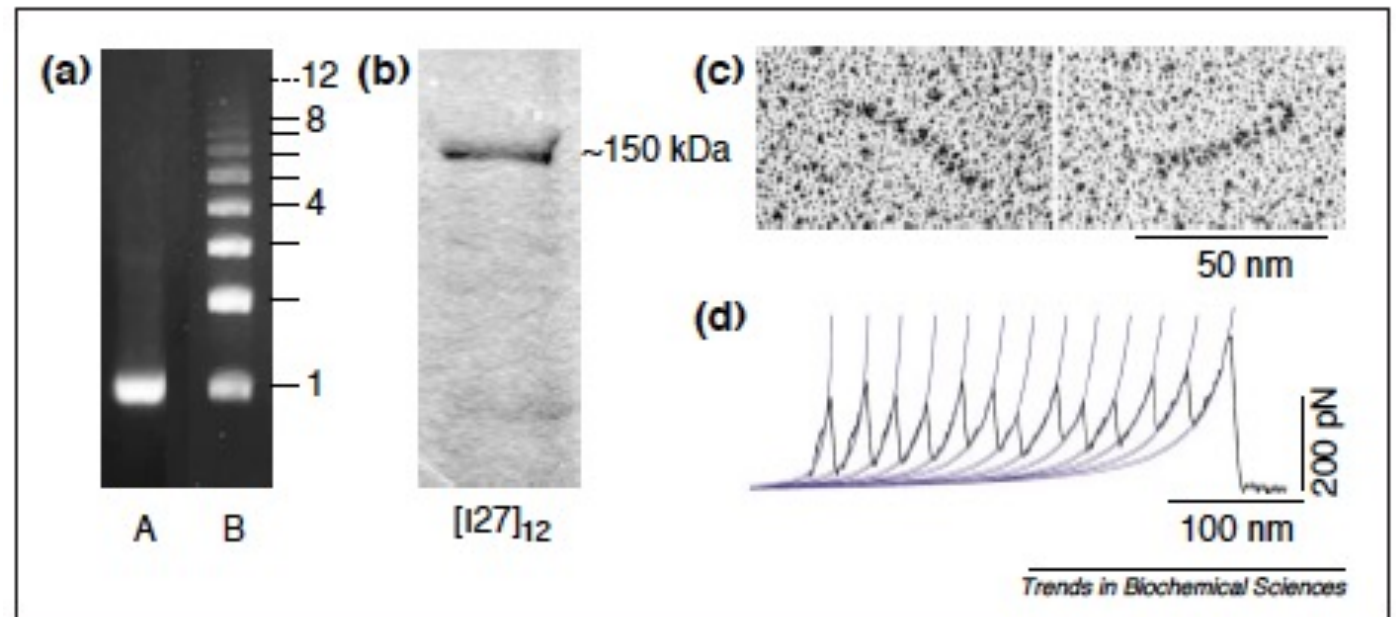 (a)
12
8
4
1
A B
(b)
~150 kDa
[I27]12
(c)
50 nm
(d)
200 pN
100 nm
Trends in Biochemical Sciences